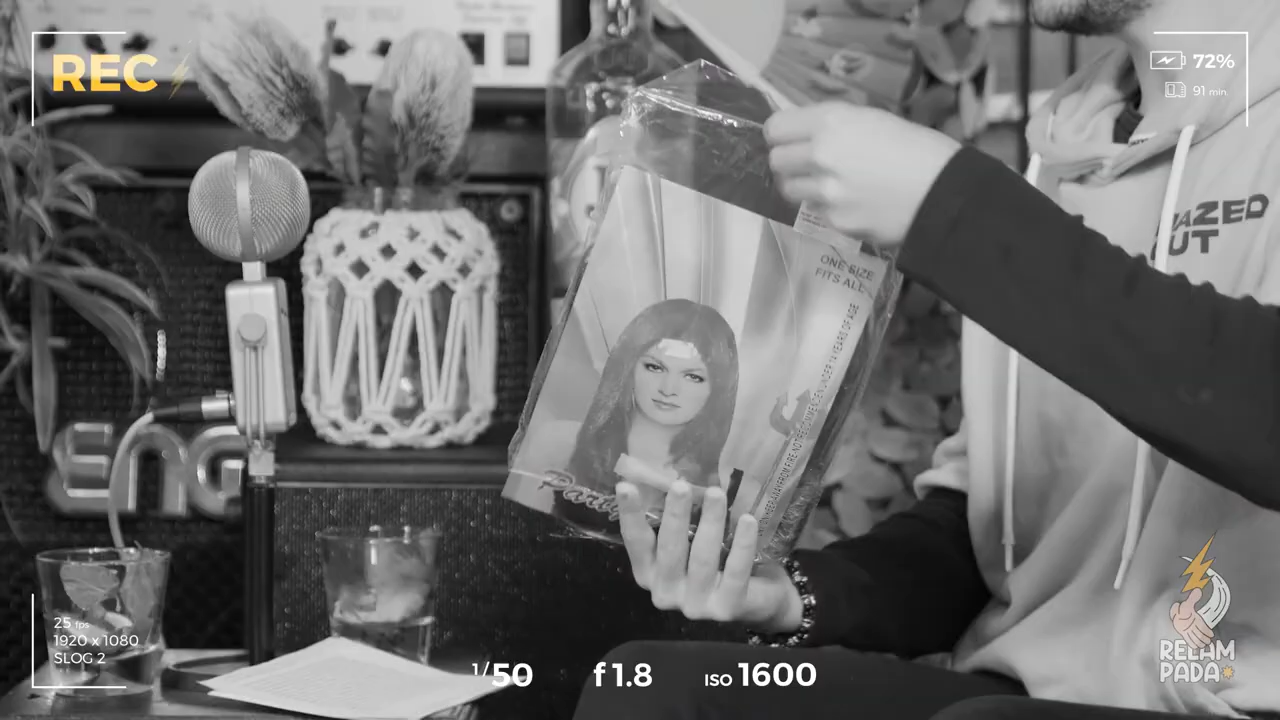 REC
72%
91 min.
AZED
UT
ONE SIZE
FITS ALL
Party
ENG
25 fps
1920 x 1080
SLOG 2
1/50
f 1.8
ISO 1600
RELAM
PADA